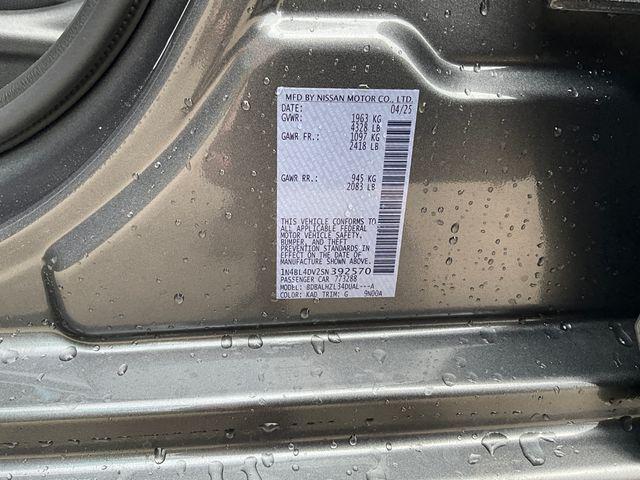 MFD BY NISSAN MOTOR CO., LTD.
DATE: 04/25
GVWR: 1963 KG
4328 LB
GAWR FR.: 1097 KG
2418 LB
GAWR RR.: 945 KG
2083 LB
THIS VEHICLE CONFORMS TO
ALL APPLICABLE FEDERAL
MOTOR VEHICLE SAFETY,
BUMPER, AND THEFT
PREVENTION STANDARDS IN
EFFECT ON THE DATE OF
MANUFACTURE SHOWN ABOVE.
1N4BL4DVZSN392570
PASSENGER CAR 773288
MODEL: BDBALHZL34DUAL---A
COLOR: KAD TRIM: G 9N00A